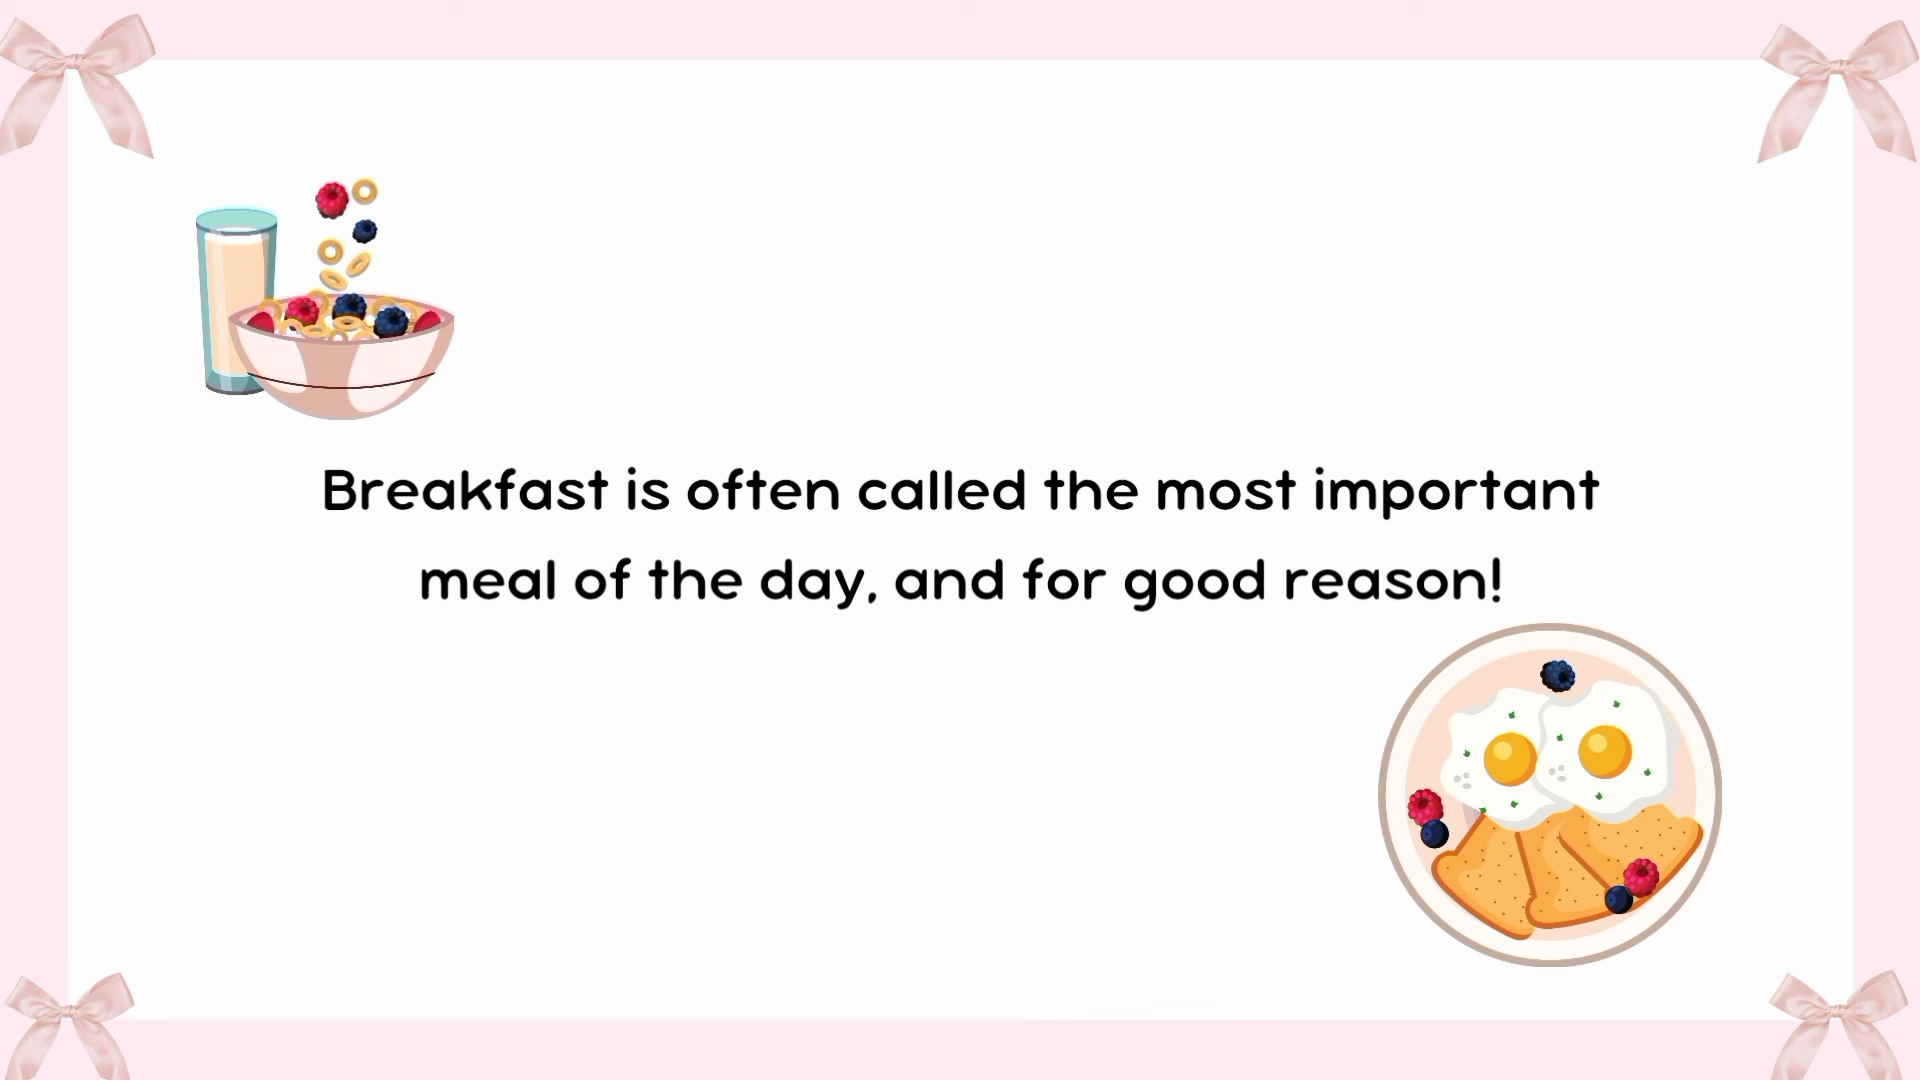 Breakfast is often called the most important
meal of the day, and for good reason!